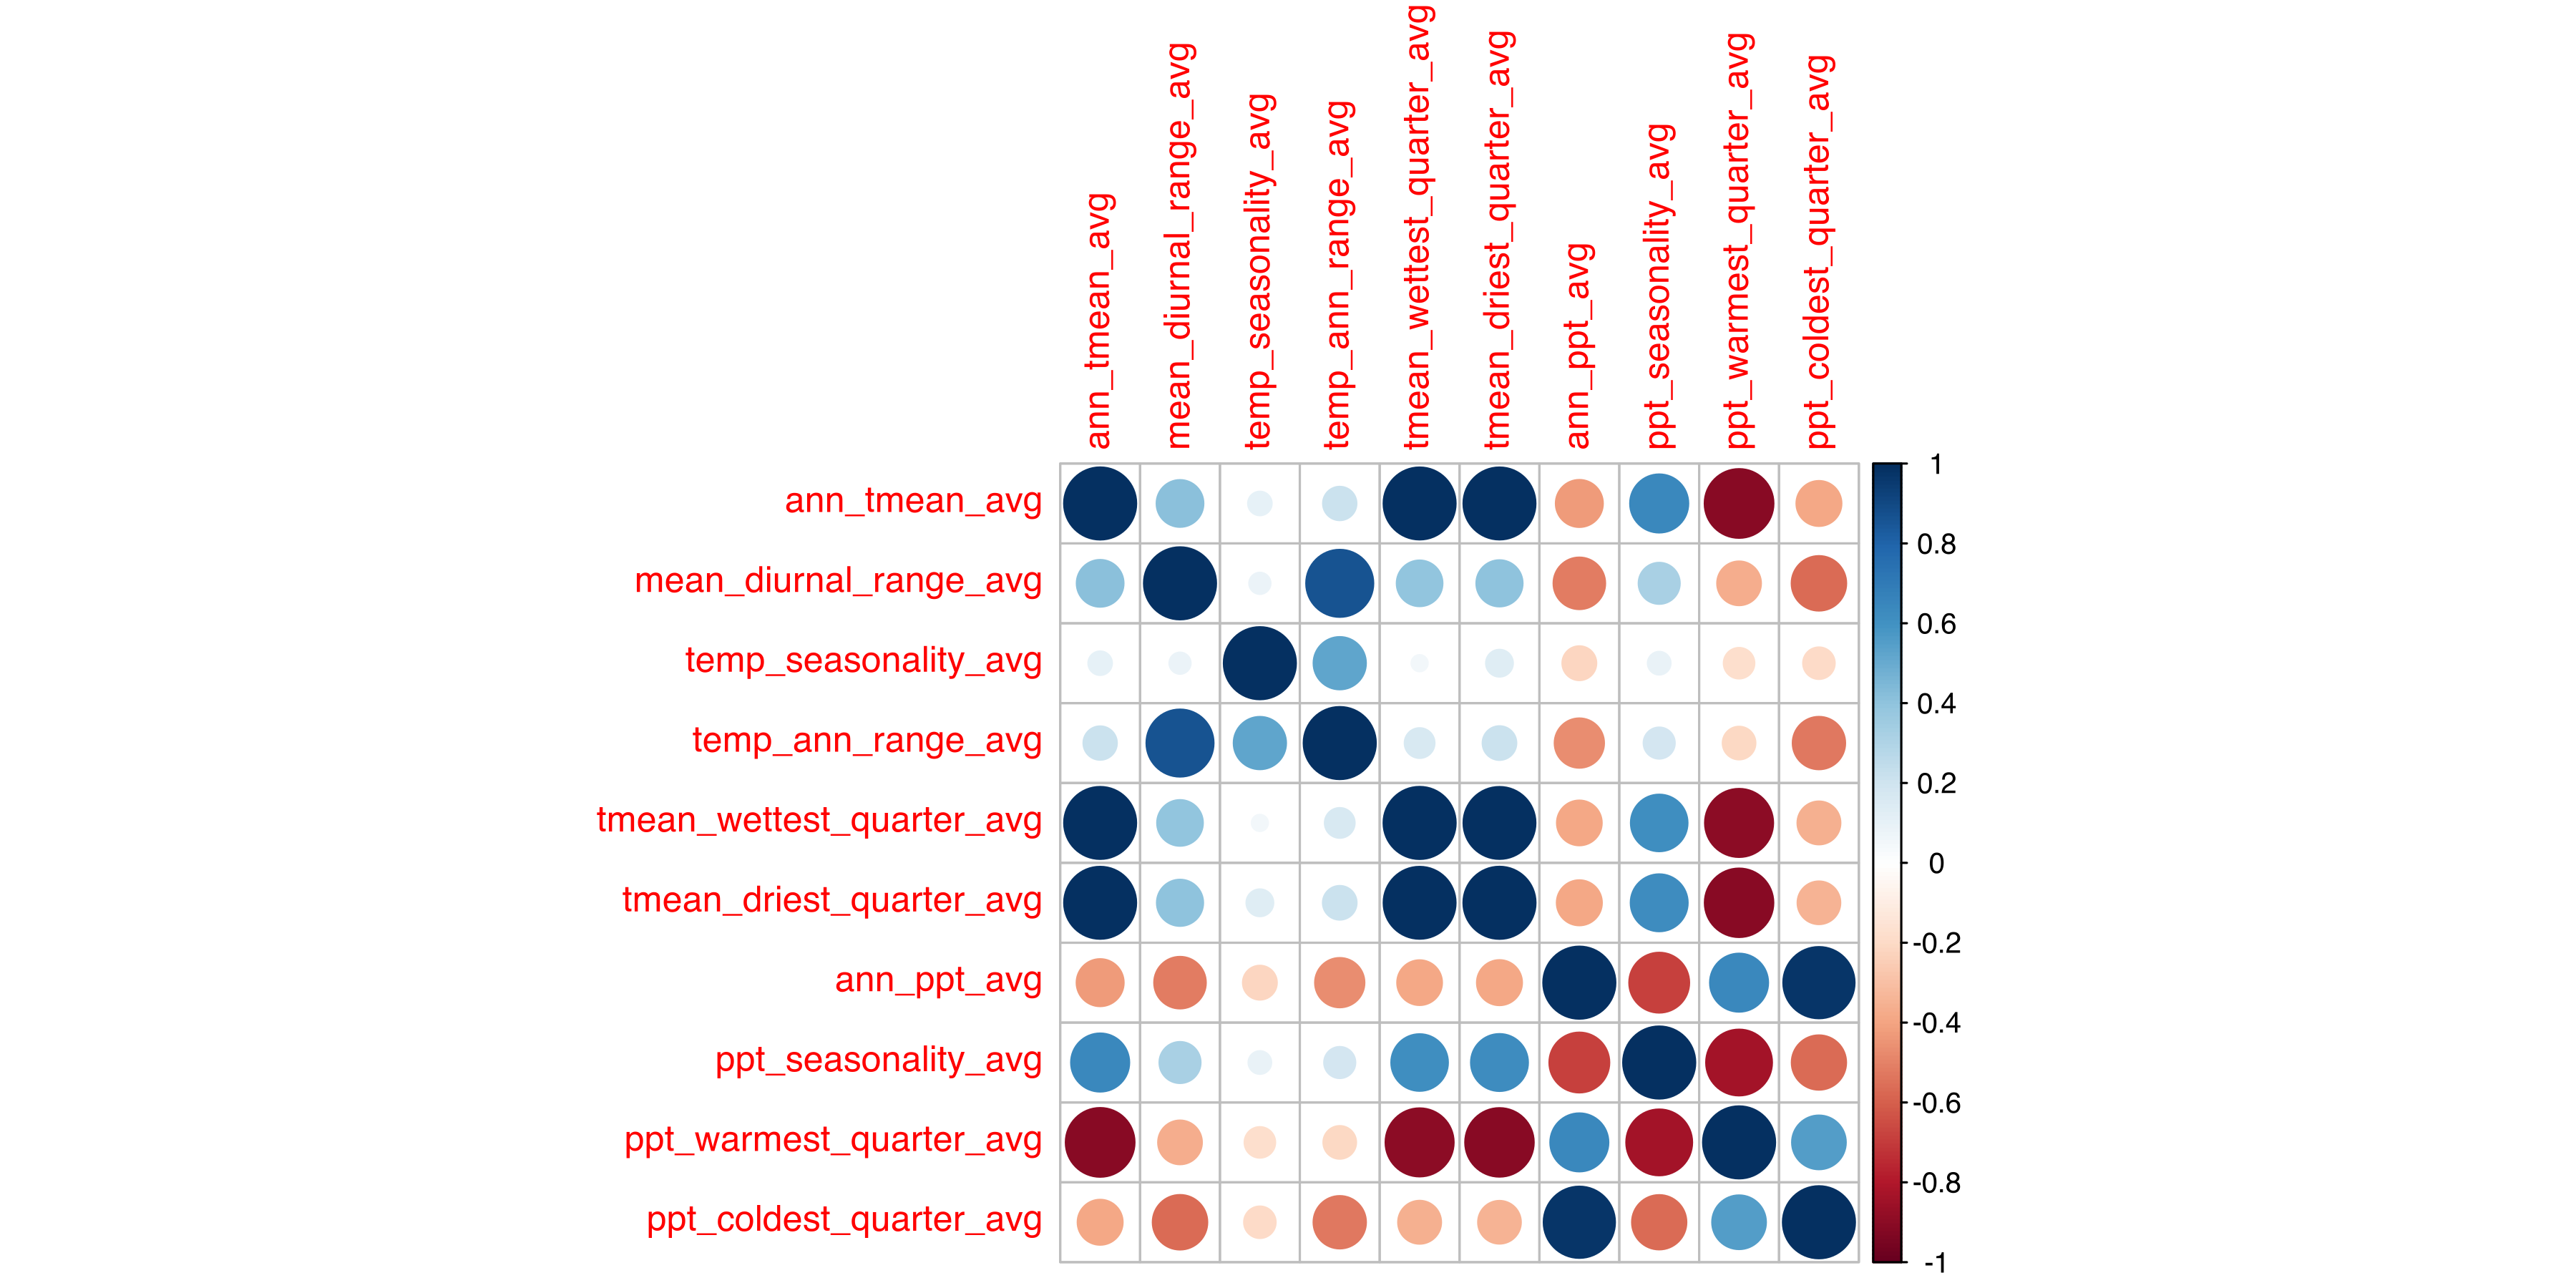 ann_tmean_avg
mean_diurnal_range_avg
temp_seasonality_avg
temp_ann_range_avg
tmean_wettest_quarter_avg
tmean_driest_quarter_avg
ann_ppt_avg
ppt_seasonality_avg
ppt_warmest_quarter_avg
ppt_coldest_quarter_avg
ann_tmean_avg
mean_diurnal_range_avg
temp_seasonality_avg
temp_ann_range_avg
tmean_wettest_quarter_avg
tmean_driest_quarter_avg
ann_ppt_avg
ppt_seasonality_avg
ppt_warmest_quarter_avg
ppt_coldest_quarter_avg
1
0.8
0.6
0.4
0.2
0
-0.2
-0.4
-0.6
-0.8
-1